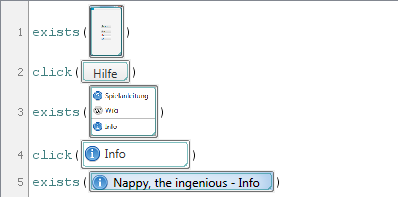 1 exists( )
2 click( Hilfe )
3 exists( Spielanleitung
Wiki
Info )
4 click( Info )
5 exists( Nappy, the ingenious - Info )